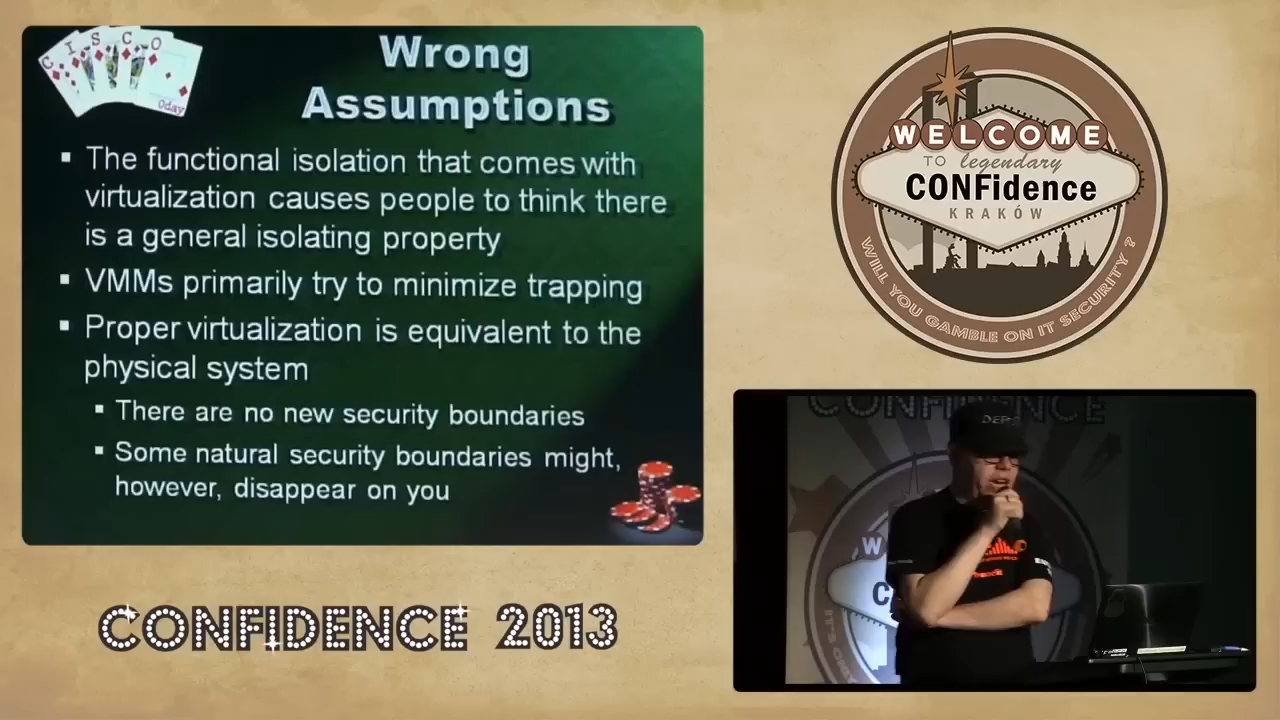 C I S C O
0day
Wrong
Assumptions
▪ The functional isolation that comes with
virtualization causes people to think there
is a general isolating property
▪ VMMs primarily try to minimize trapping
▪ Proper virtualization is equivalent to the
physical system
▪ There are no new security boundaries
▪ Some natural security boundaries might,
however, disappear on you
WELCOME
TO legendary
CONFidence
KRAKÓW
WILL YOU GAMBLE ON IT SECURITY ?
CONFIDENCE
CONFIDENCE 2013